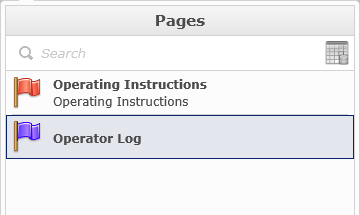 Pages
Search
Operating Instructions
Operating Instructions
Operator Log